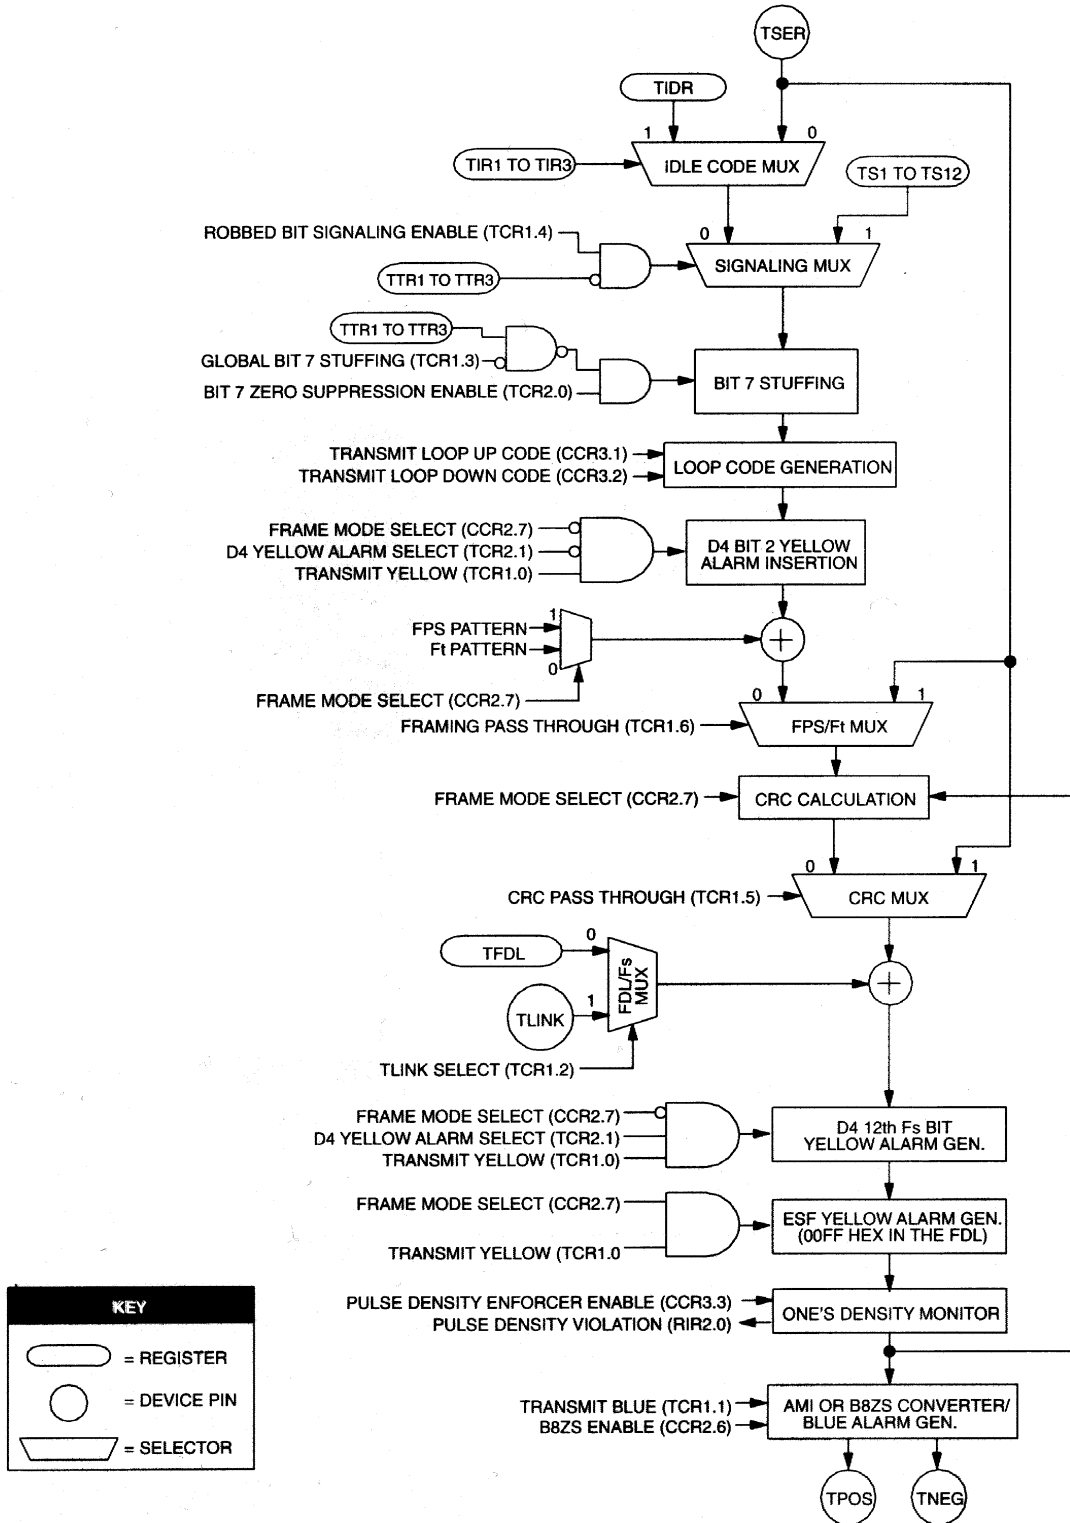 TSER
TIDR
1
0
TIR1 TO TIR3
IDLE CODE MUX
TS1 TO TS12
ROBBED BIT SIGNALING ENABLE (TCR1.4)
0
1
SIGNALING MUX
TTR1 TO TTR3
TTR1 TO TTR3
GLOBAL BIT 7 STUFFING (TCR1.3)
BIT 7 ZERO SUPPRESSION ENABLE (TCR2.0)
BIT 7 STUFFING
TRANSMIT LOOP UP CODE (CCR3.1)
TRANSMIT LOOP DOWN CODE (CCR3.2)
LOOP CODE GENERATION
FRAME MODE SELECT (CCR2.7)
D4 YELLOW ALARM SELECT (TCR2.1)
TRANSMIT YELLOW (TCR1.0)
D4 BIT 2 YELLOW
ALARM INSERTION
1
FPS PATTERN
Ft PATTERN
0
+
FRAME MODE SELECT (CCR2.7)
0
1
FRAMING PASS THROUGH (TCR1.6)
FPS/Ft MUX
FRAME MODE SELECT (CCR2.7)
CRC CALCULATION
0
1
CRC PASS THROUGH (TCR1.5)
CRC MUX
0
TFDL
FDL/Fs
MUX
+
1
TLINK
TLINK SELECT (TCR1.2)
FRAME MODE SELECT (CCR2.7)
D4 YELLOW ALARM SELECT (TCR2.1)
TRANSMIT YELLOW (TCR1.0)
D4 12th Fs BIT
YELLOW ALARM GEN.
FRAME MODE SELECT (CCR2.7)
TRANSMIT YELLOW (TCR1.0
ESF YELLOW ALARM GEN.
(00FF HEX IN THE FDL)
PULSE DENSITY ENFORCER ENABLE (CCR3.3)
PULSE DENSITY VIOLATION (RIR2.0)
ONE'S DENSITY MONITOR
TRANSMIT BLUE (TCR1.1)
B8ZS ENABLE (CCR2.6)
AMI OR B8ZS CONVERTER/
BLUE ALARM GEN.
TPOS
TNEG
KEY
= REGISTER
= DEVICE PIN
= SELECTOR